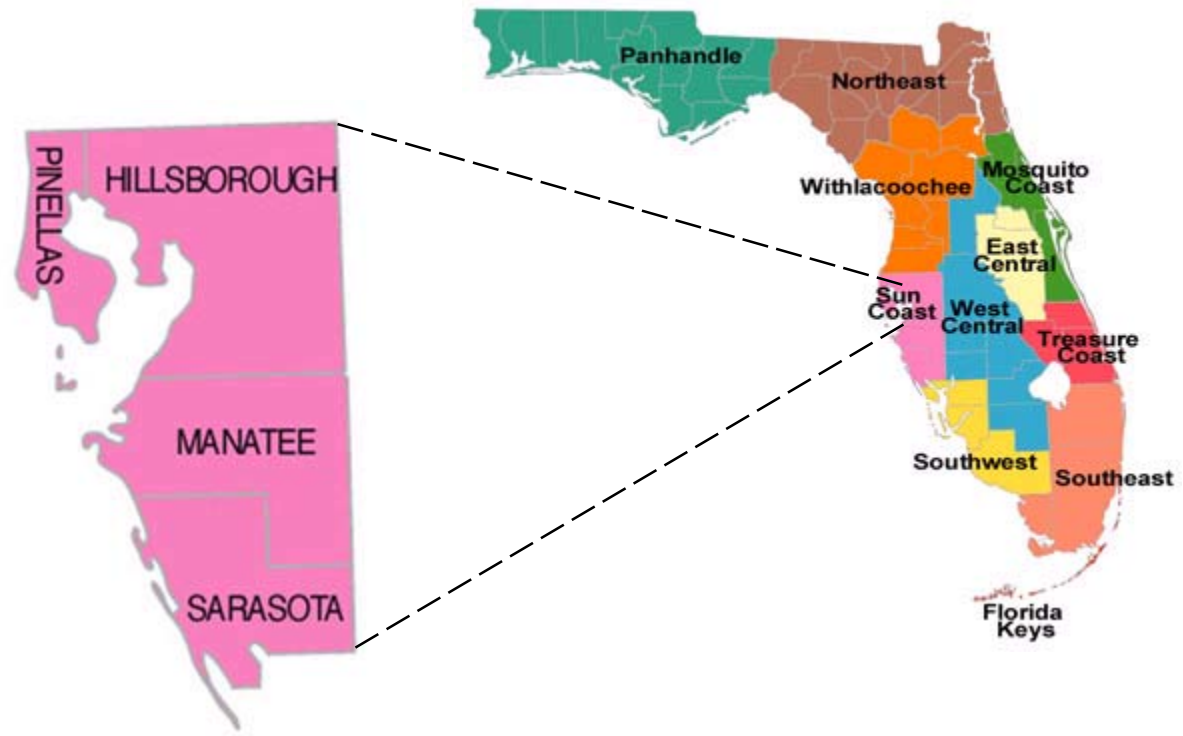 PINELLAS
HILLSBOROUGH
MANATEE
SARASOTA
Panhandle
Northeast
Withlacoochee
Mosquito
Coast
East
Central
Sun
Coast
West
Central
Treasure
Coast
Southwest
Southeast
Florida
Keys